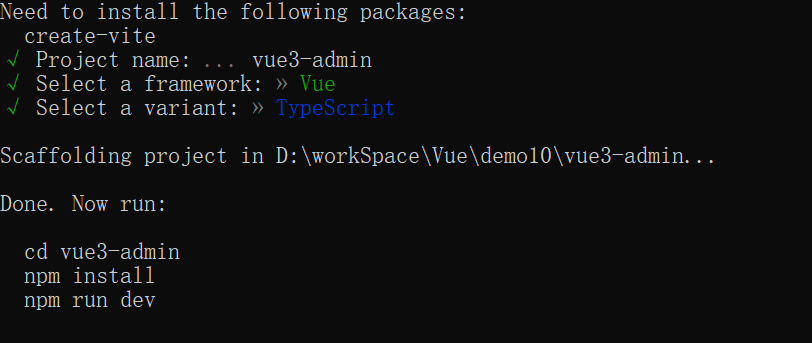 Need to install the following packages:
  create-vite
√ Project name: ... vue3-admin
√ Select a framework: » Vue
√ Select a variant: » TypeScript
Scaffolding project in D:\workSpace\Vue\demo10\vue3-admin...
Done. Now run:
  cd vue3-admin
  npm install
  npm run dev